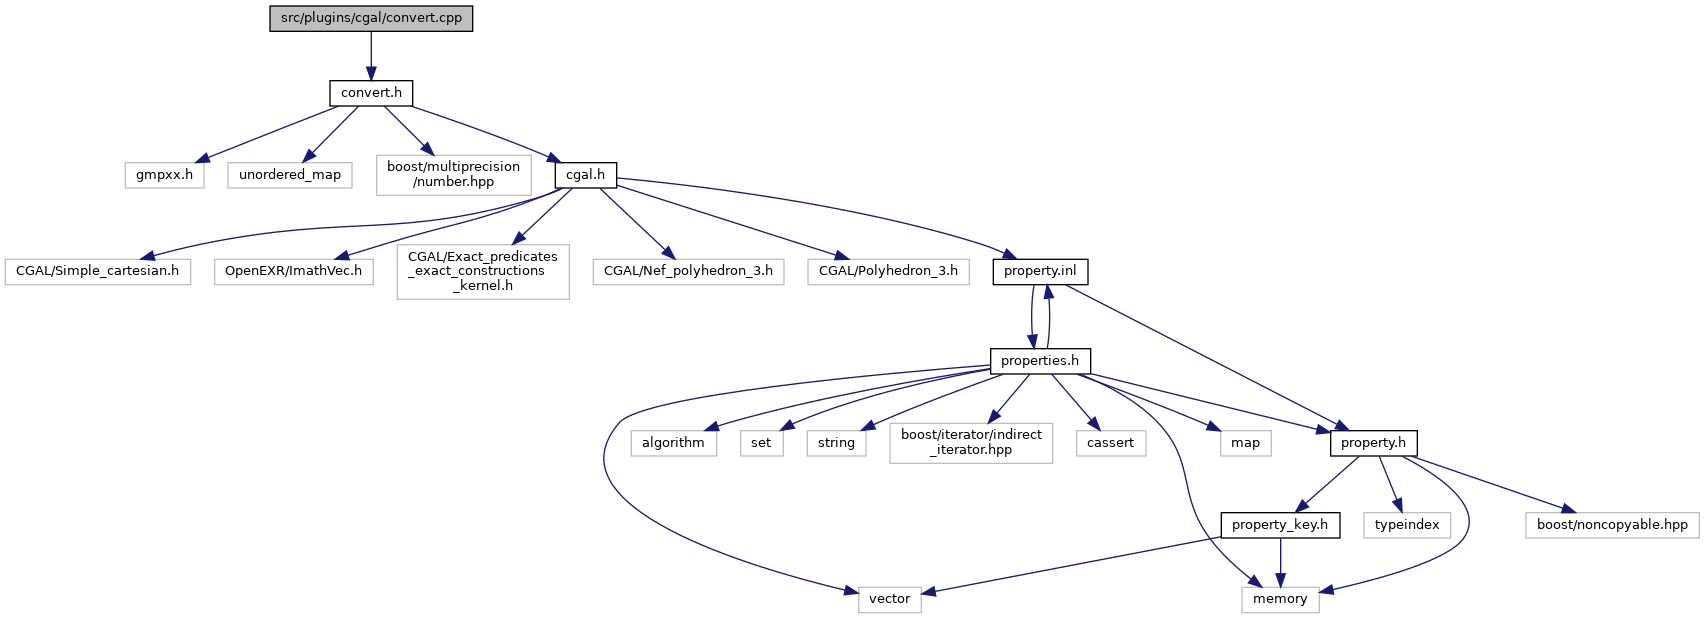 src/plugins/cgal/convert.cpp
convert.h
gmpxx.h
unordered_map
boost/multiprecision
/number.hpp
cgal.h
CGAL/Simple_cartesian.h
OpenEXR/ImathVec.h
CGAL/Exact_predicates
_exact_constructions
_kernel.h
CGAL/Nef_polyhedron_3.h
CGAL/Polyhedron_3.h
property.inl
properties.h
algorithm
set
string
boost/iterator/indirect
_iterator.hpp
cassert
map
property.h
property_key.h
typeindex
boost/noncopyable.hpp
vector
memory